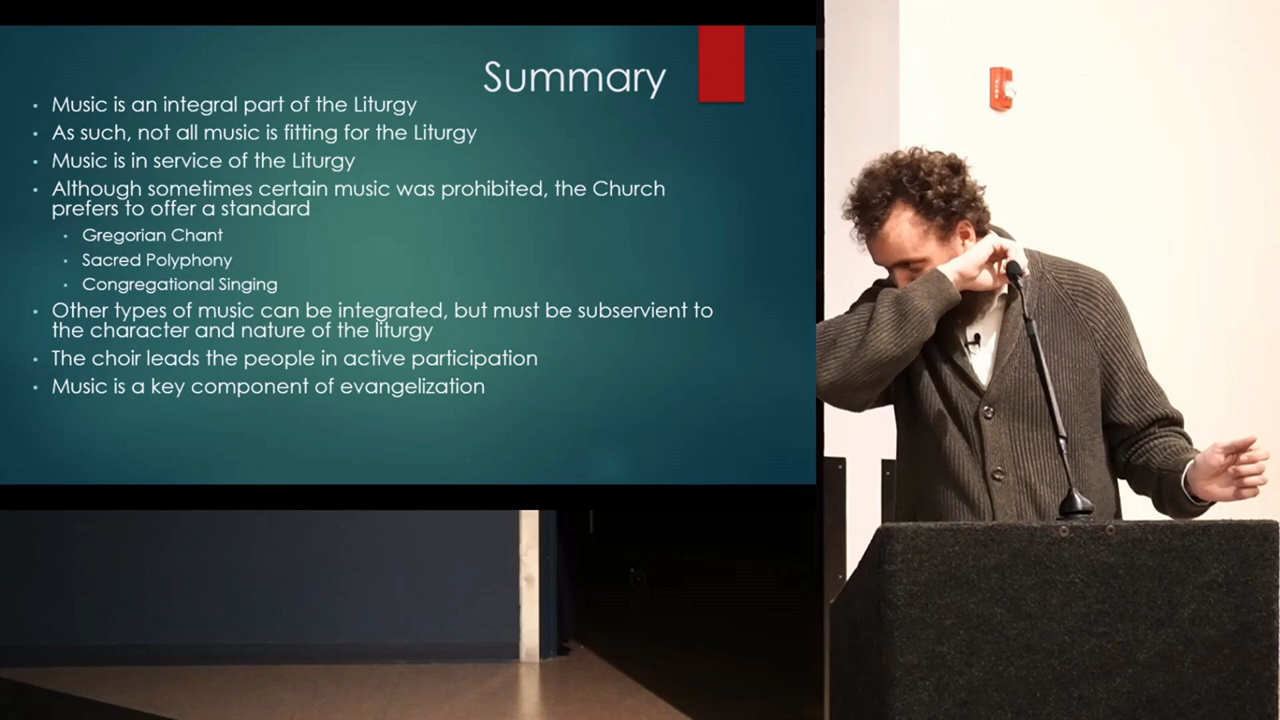 Summary
Music is an integral part of the Liturgy
As such, not all music is fitting for the Liturgy
Music is in service of the Liturgy
Although sometimes certain music was prohibited, the Church
prefers to offer a standard
Gregorian Chant
Sacred Polyphony
Congregational Singing
Other types of music can be integrated, but must be subservient to
the character and nature of the liturgy
The choir leads the people in active participation
Music is a key component of evangelization